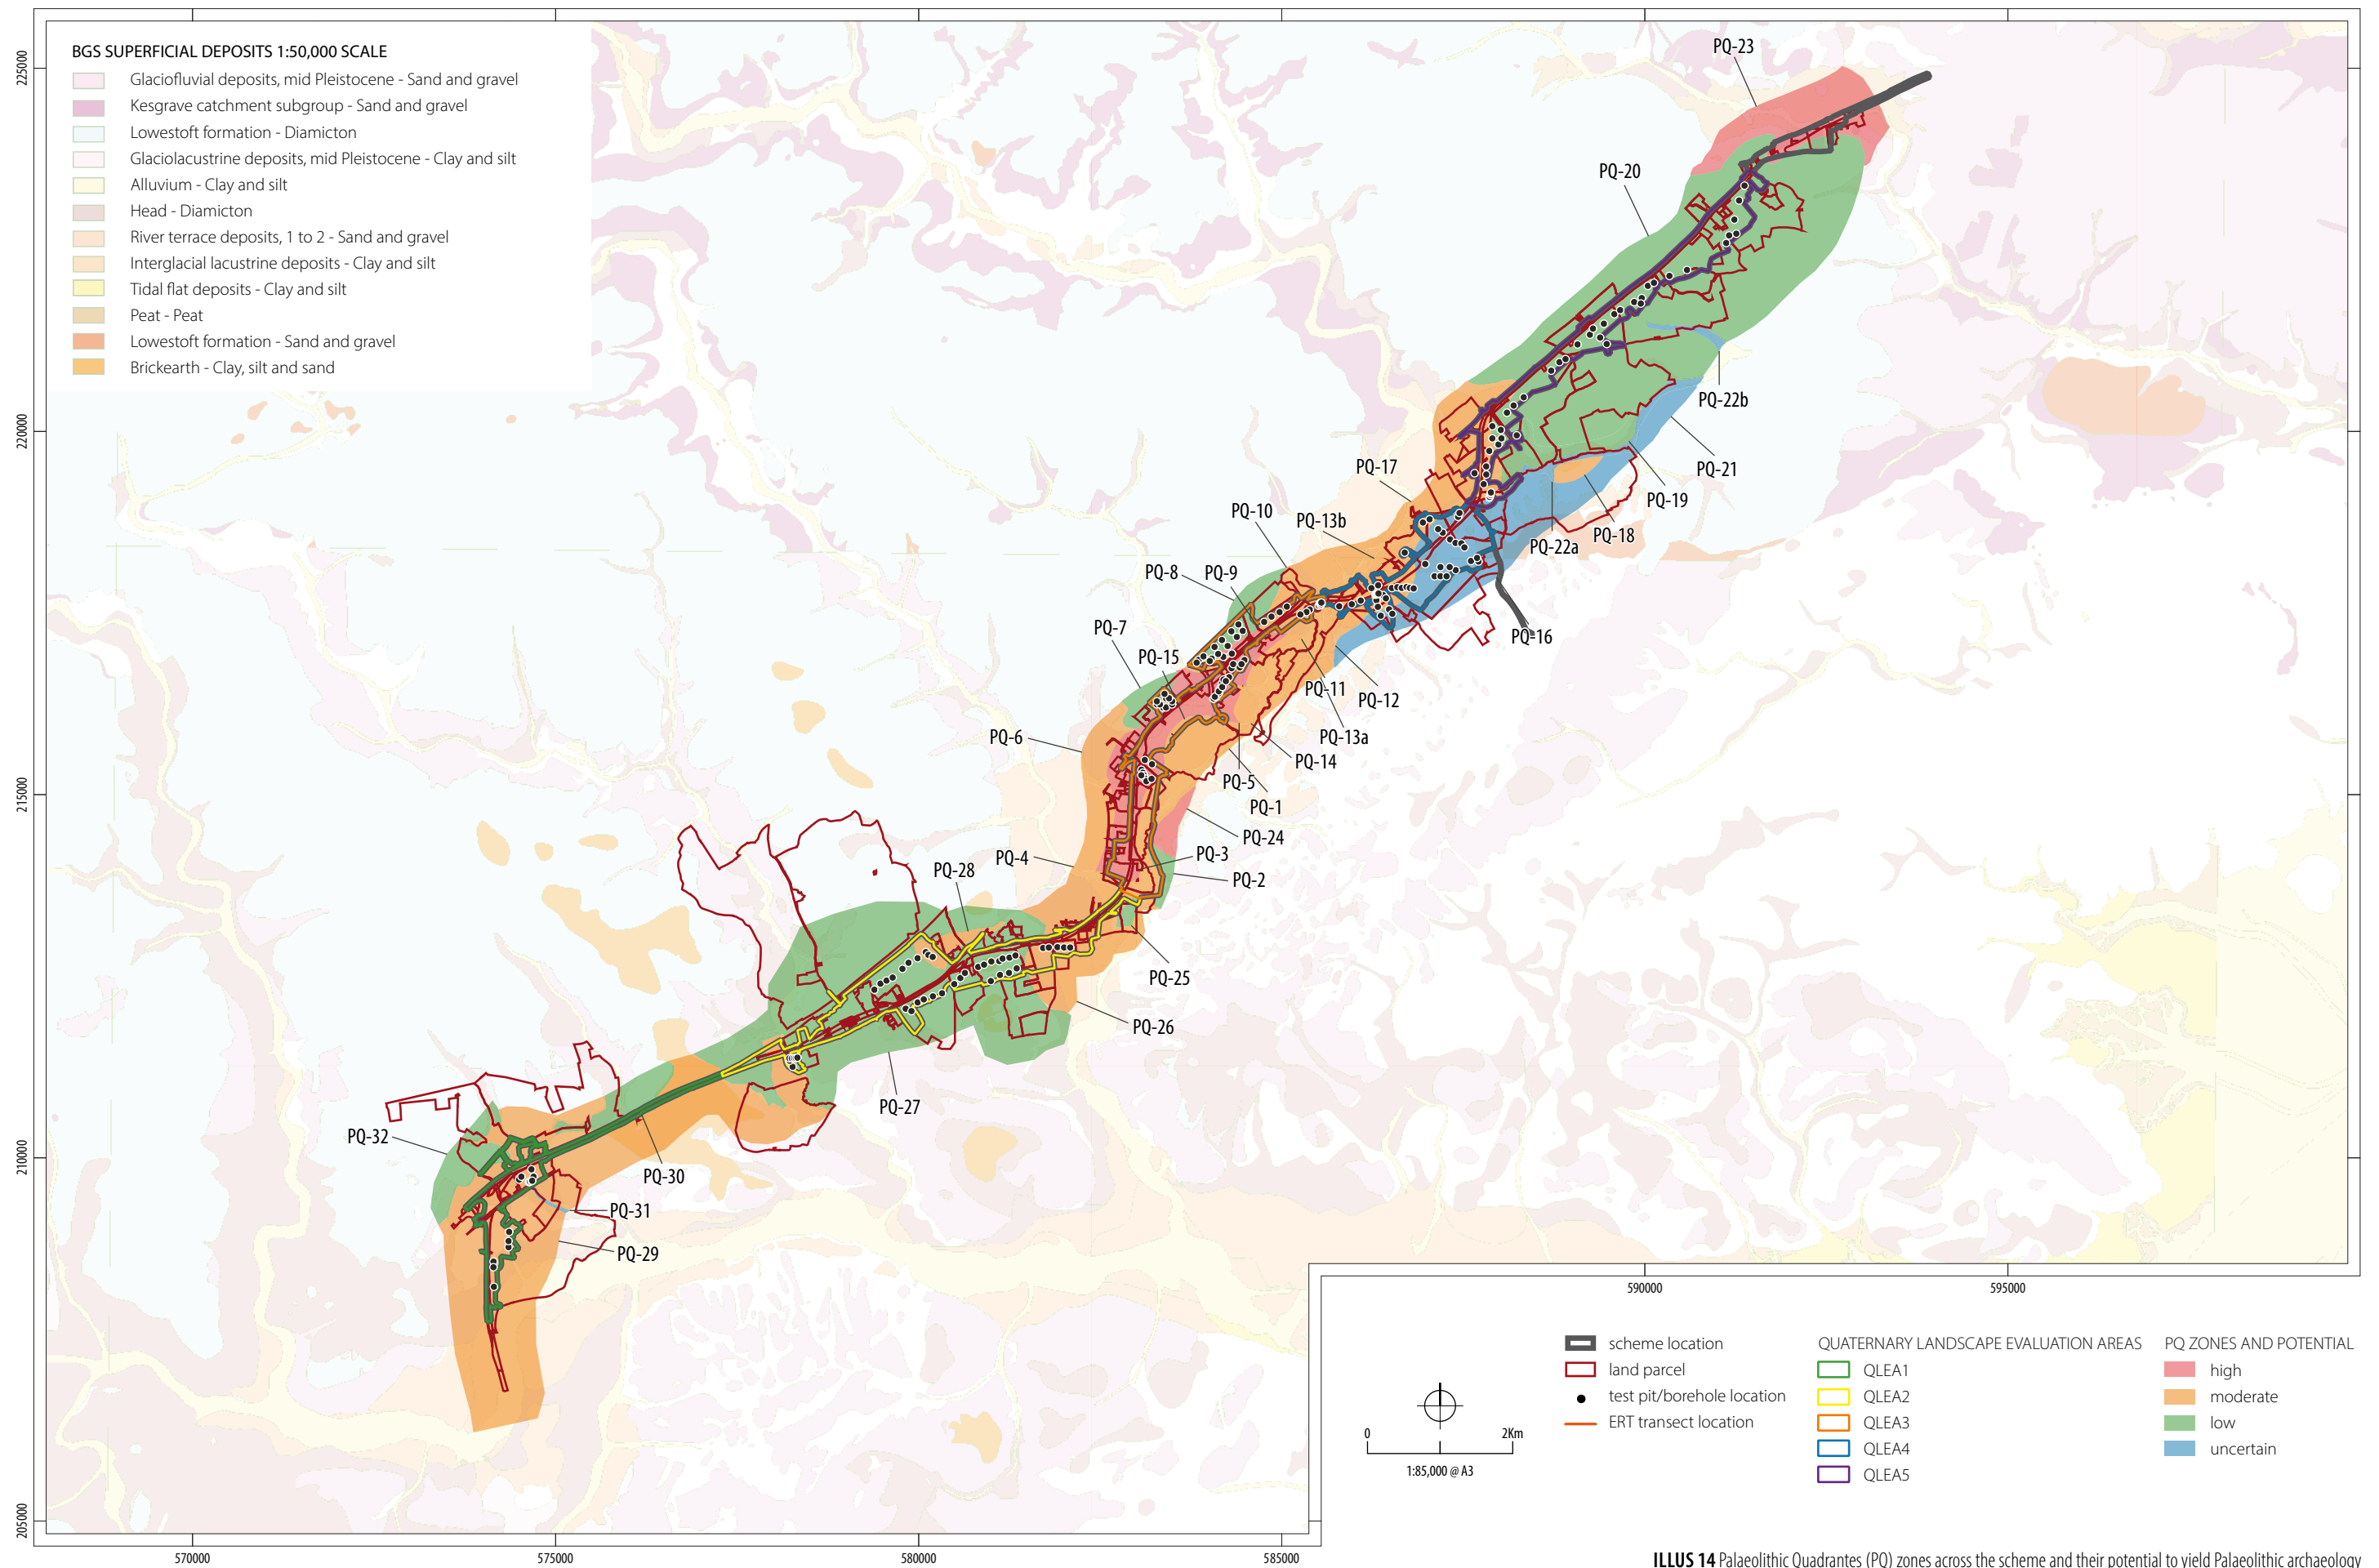 BGS SUPERFICIAL DEPOSITS 1:50,000 SCALE
Glaciofluvial deposits, mid Pleistocene - Sand and gravel
Kesgrave catchment subgroup - Sand and gravel
Lowestoft formation - Diamicton
Glaciolacustrine deposits, mid Pleistocene - Clay and silt
Alluvium - Clay and silt
Head - Diamicton
River terrace deposits, 1 to 2 - Sand and gravel
Interglacial lacustrine deposits - Clay and silt
Tidal flat deposits - Clay and silt
Peat - Peat
Lowestoft formation - Sand and gravel
Brickearth - Clay, silt and sand
225000
220000
215000
210000
205000
PQ-23
PQ-20
PQ-22b
PQ-21
PQ-17
PQ-19
PQ-10
PQ-13b
PQ-18
PQ-22a
PQ-8
PQ-9
PQ-7
PQ-16
PQ-15
PQ-11
PQ-12
PQ-6
PQ-13a
PQ-14
PQ-5
PQ-1
PQ-24
PQ-4
PQ-3
PQ-28
PQ-2
PQ-25
PQ-26
PQ-27
PQ-32
PQ-30
PQ-31
PQ-29
590000
595000
0
2Km
1:85,000 @ A3
scheme location
land parcel
test pit/borehole location
ERT transect location
QUATERNARY LANDSCAPE EVALUATION AREAS
QLEA1
QLEA2
QLEA3
QLEA4
QLEA5
PQ ZONES AND POTENTIAL
high
moderate
low
uncertain
570000
575000
580000
585000
ILLUS 14 Palaeolithic Quadrantes (PQ) zones across the scheme and their potential to yield Palaeolithic archaeology